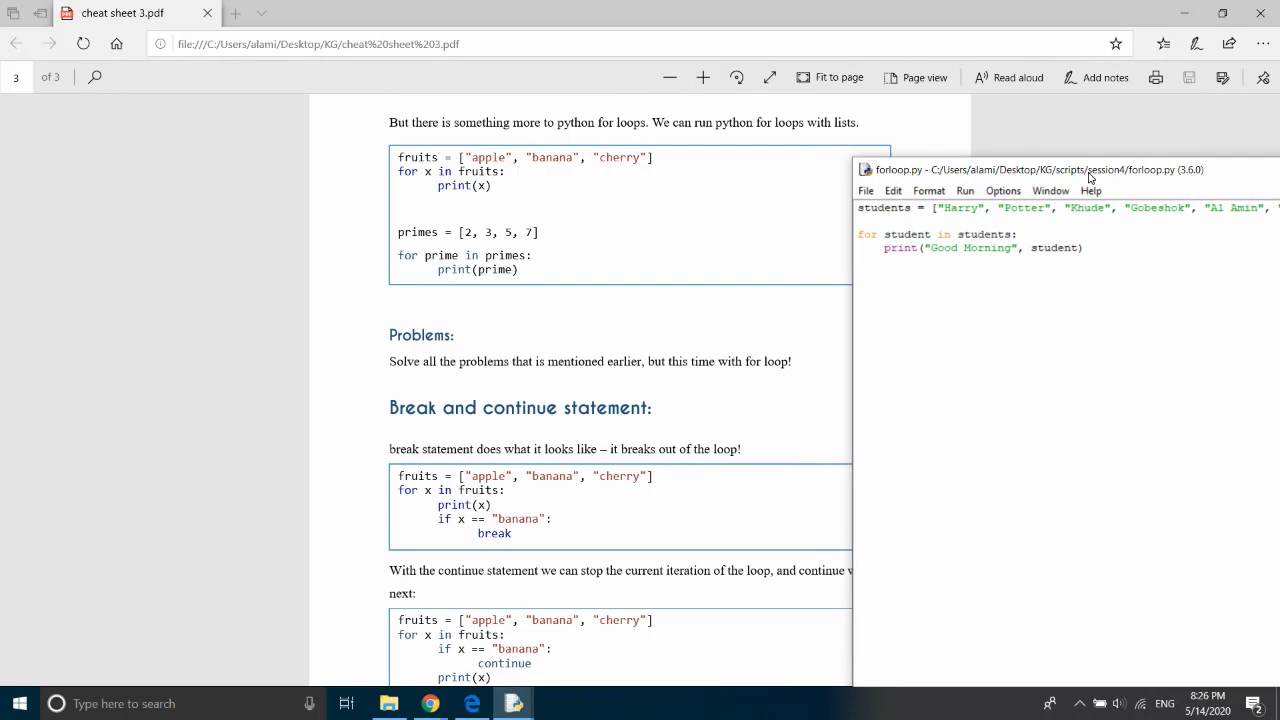 cheat sheet 3.pdf
file:///C:/Users/alami/Desktop/KG/cheat%20sheet%203.pdf
3 of 3
Fit to page
Page view
Read aloud
Add notes
But there is something more to python for loops. We can run python for loops with lists.
fruits = ["apple", "banana", "cherry"]
for x in fruits:
print(x)
primes = [2, 3, 5, 7]
for prime in primes:
print(prime)
Problems:
Solve all the problems that is mentioned earlier, but this time with for loop!
Break and continue statement:
break statement does what it looks like – it breaks out of the loop!
fruits = ["apple", "banana", "cherry"]
for x in fruits:
print(x)
if x == "banana":
break
With the continue statement we can stop the current iteration of the loop, and continue
next:
fruits = ["apple", "banana", "cherry"]
for x in fruits:
if x == "banana":
continue
print(x)
forloop.py - C:/Users/alami/Desktop/KG/scripts/session4/forloop.py (3.6.0)
File Edit Format Run Options Window Help
students = ["Harry", "Potter", "Khude", "Gobeshok", "Al Amin", "
for student in students:
print("Good Morning", student)
Type here to search
8:26 PM
5/14/2020
2